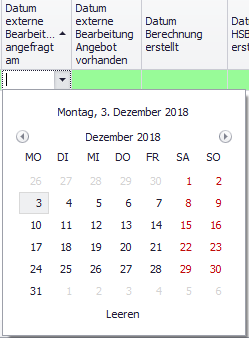 Datum externe Bearbeit... angefragt am
Datum externe Bearbeitung Angebot vorhanden
Datum Berechnung erstellt
Datum HSB erst
Montag, 3. Dezember 2018
Dezember 2018
MO DI MI DO FR SA SO
26 27 28 29 30 1 2
3 4 5 6 7 8 9
10 11 12 13 14 15 16
17 18 19 20 21 22 23
24 25 26 27 28 29 30
31 1 2 3 4 5 6
Leeren